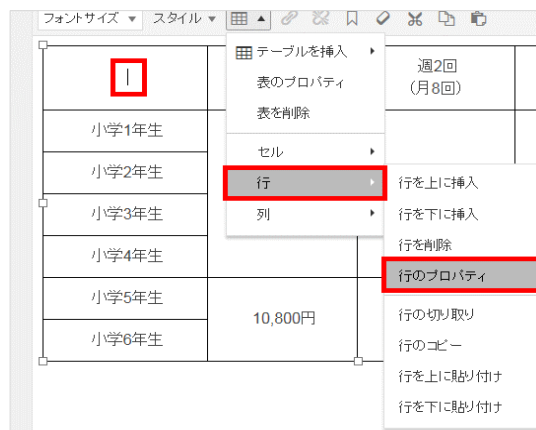 フォントサイズ スタイル
テーブルを挿入
表のプロパティ
表を削除
セル
行
列
行を上に挿入
行を下に挿入
行を削除
行のプロパティ
行の切り取り
行のコピー
行を上に貼り付け
行を下に貼り付け
週2回
(月8回)
小学1年生
小学2年生
小学3年生
小学4年生
小学5年生
小学6年生
10,800円